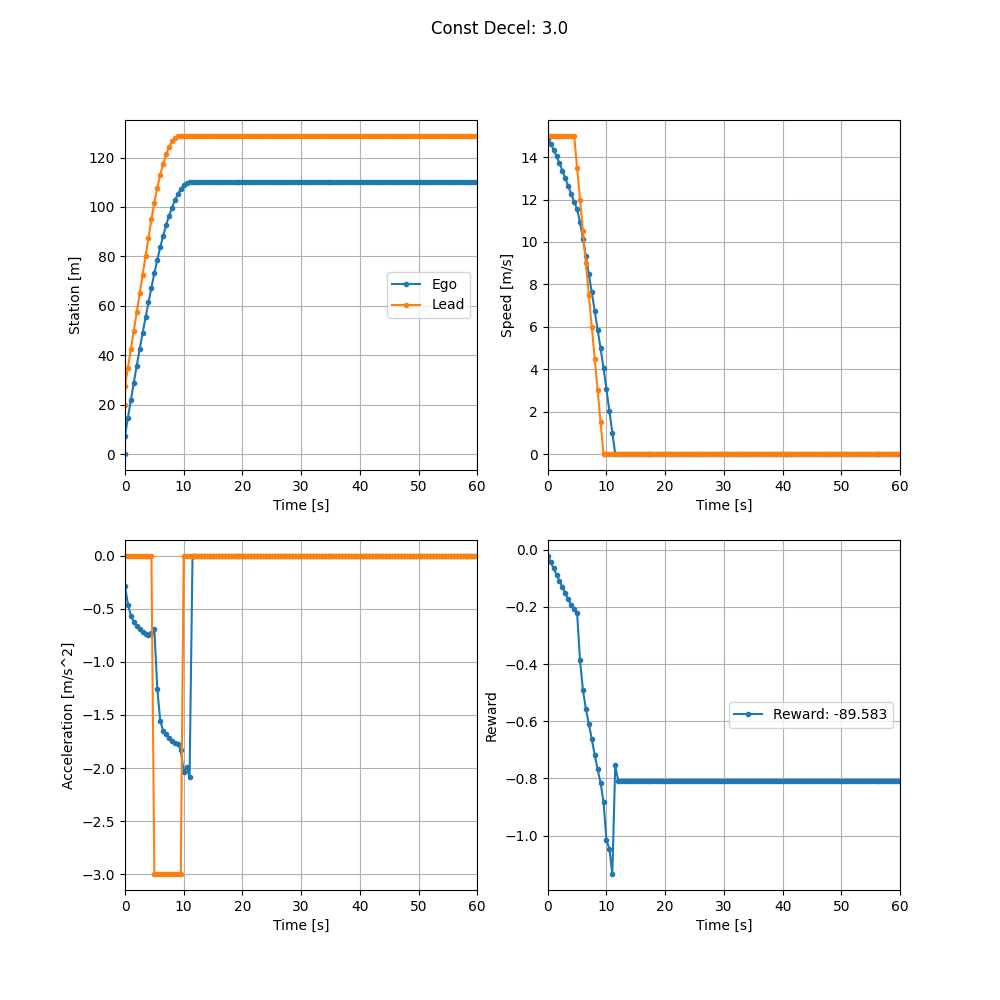 Const Decel: 3.0
120
100
80
60
40
20
0
Station [m]
Ego
Lead
0 10 20 30 40 50 60
Time [s]
14
12
10
8
6
4
2
0
Speed [m/s]
0 10 20 30 40 50 60
Time [s]
0.0
−0.5
−1.0
−1.5
−2.0
−2.5
−3.0
Acceleration [m/s^2]
0 10 20 30 40 50 60
Time [s]
0.0
−0.2
−0.4
−0.6
−0.8
−1.0
Reward
Reward: -89.583
0 10 20 30 40 50 60
Time [s]